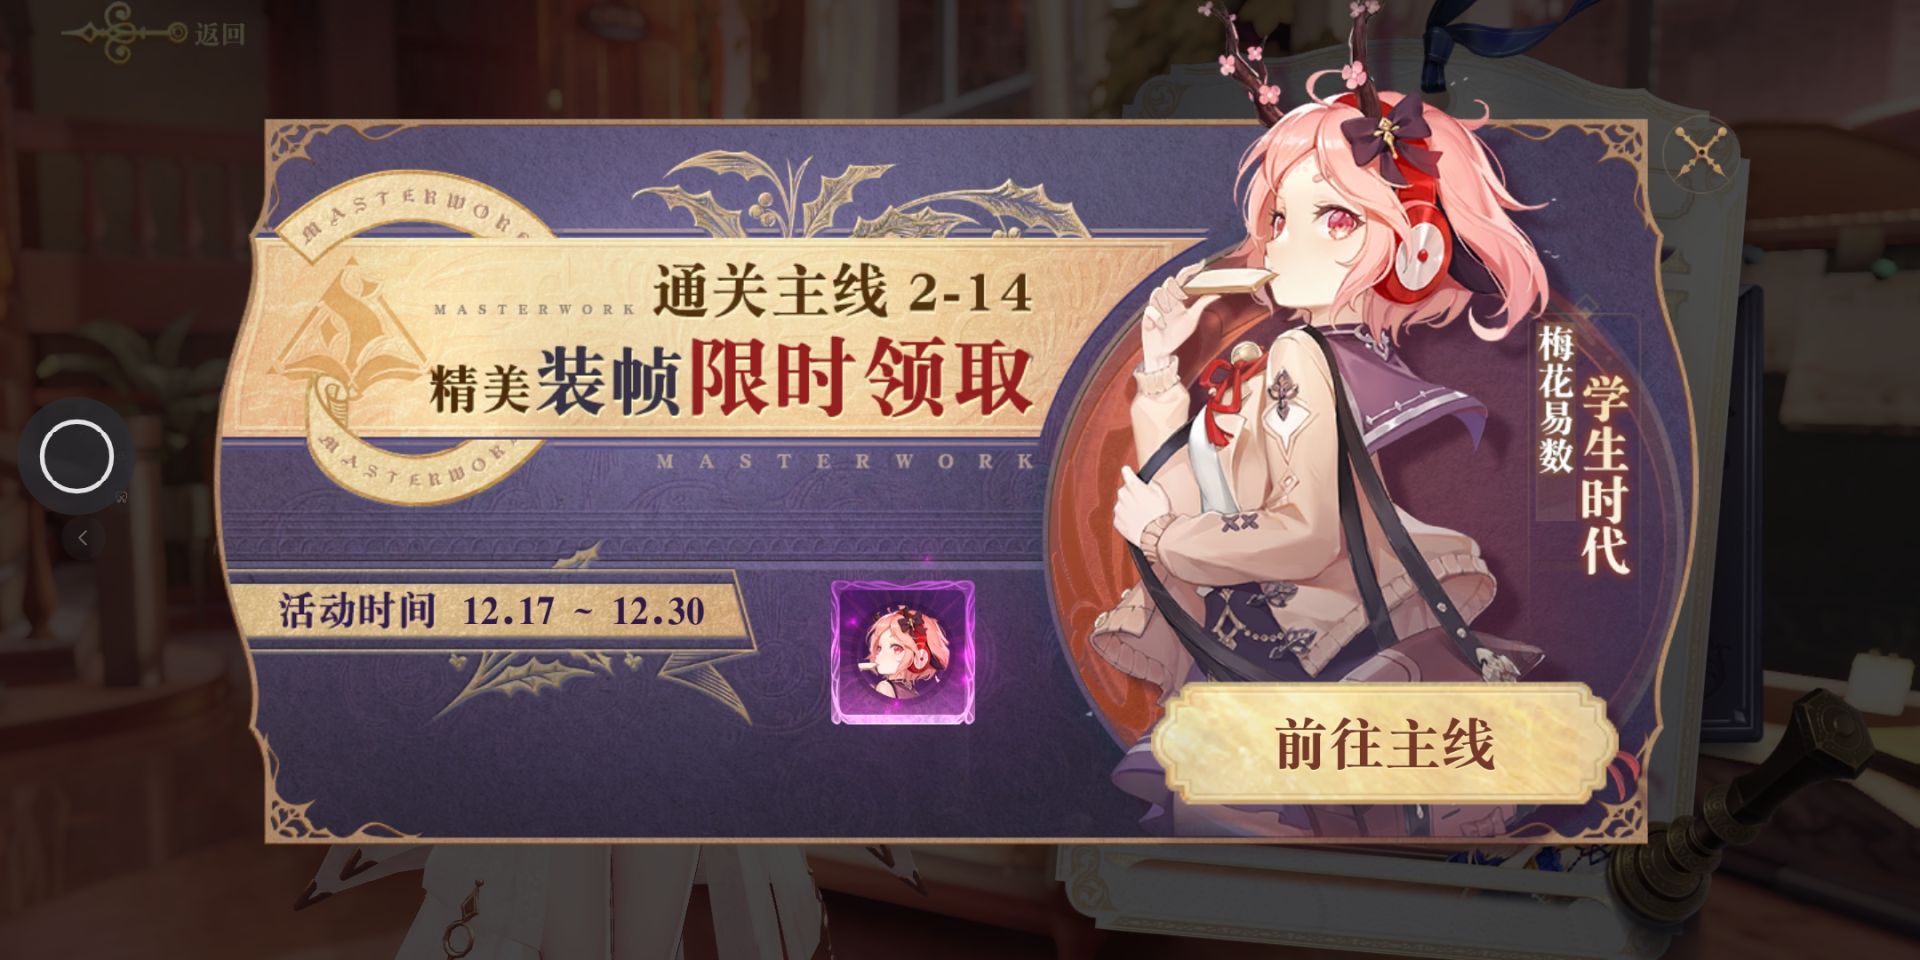 返回
MASTERWORK
通关主线 2-14
MASTERWORK
精美装帧限时领取
MASTERWORK
MASTERWORK
活动时间 12.17 ~ 12.30
梅花易数
学生时代
前往主线